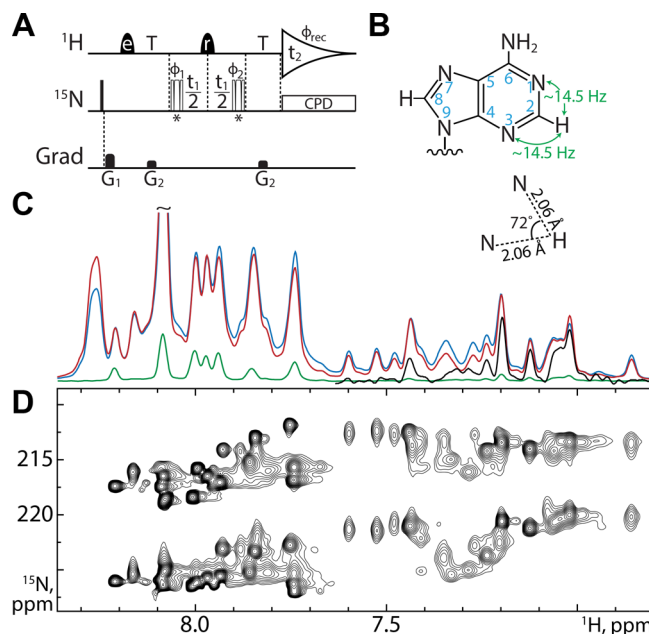 A
¹H
e
T
r
T
ϕrec
t₂
ϕ₁
t₁
2
t₁
2
ϕ₂
¹⁵N
*
*
CPD
Grad
G₁
G₂
G₂
B
NH₂
N
7
5
6
1
N
~14.5 Hz
H
8
2
H
9
4
3
N
N
~14.5 Hz
N
2.06 Å
72°
N
H
2.06 Å
C
~
D
215
220
¹⁵N,
ppm
8.0
7.5
¹H, ppm